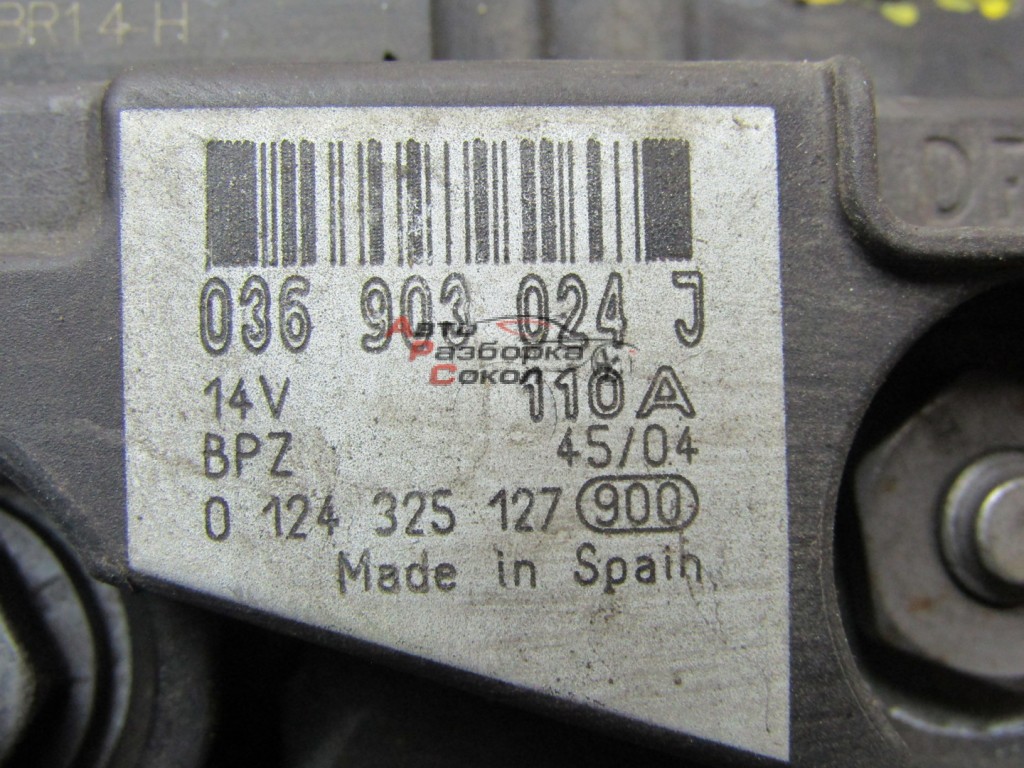 BR14-H
036 903 024 J
Авто
Разборка
Сокол
14V 110 A
BPZ 45/04
0 124 325 127 900
Made in Spain